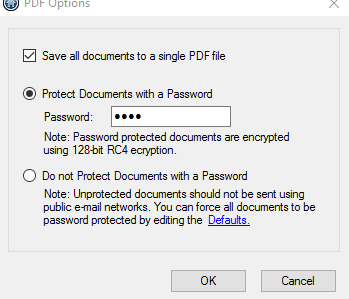 PDF Options
Save all documents to a single PDF file
Protect Documents with a Password
Password: ••••
Note: Password protected documents are encrypted
using 128-bit RC4 ecryption.
Do not Protect Documents with a Password
Note: Unprotected documents should not be sent using
public e-mail networks. You can force all documents to be
password protected by editing the Defaults.
OK Cancel